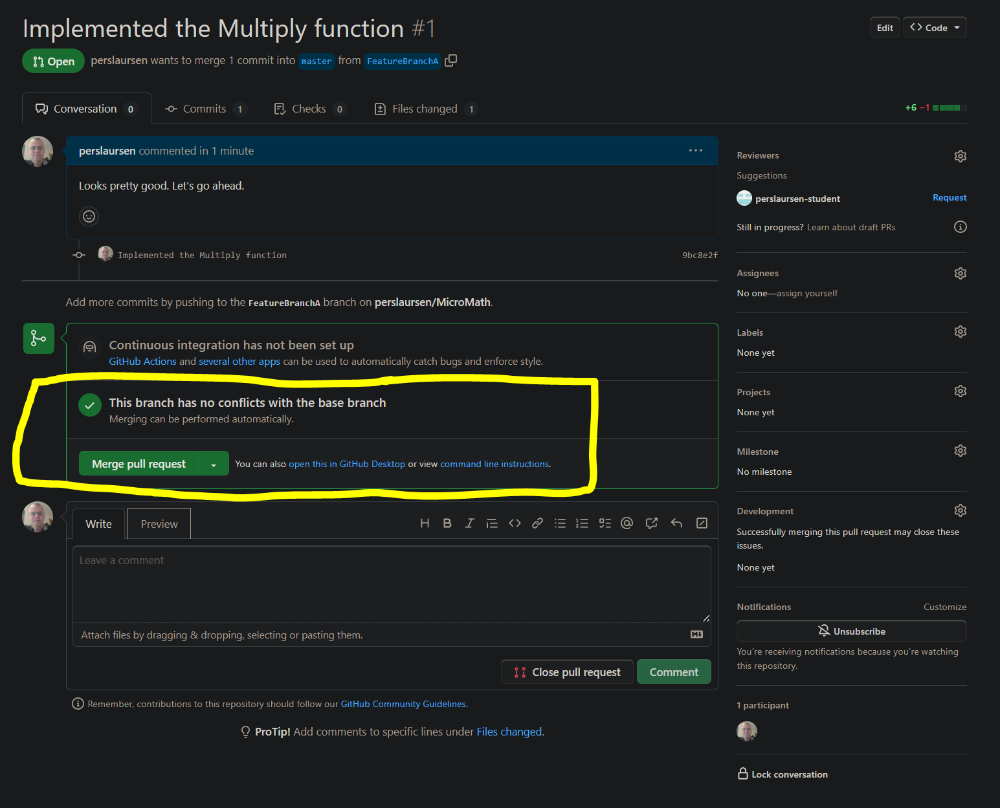 Implemented the Multiply function #1
Edit
Code
Open
perslaursen wants to merge 1 commit into master from FeatureBranchA
Conversation 0
Commits 1
Checks 0
Files changed 1
+6 −1
perslaursen commented in 1 minute
Looks pretty good. Let's go ahead.
Implemented the Multiply function
9bc8e2f
Add more commits by pushing to the FeatureBranchA branch on perslaursen/MicroMath.
Continuous integration has not been set up
GitHub Actions and several other apps can be used to automatically catch bugs and enforce style.
This branch has no conflicts with the base branch
Merging can be performed automatically.
Merge pull request
You can also open this in GitHub Desktop or view command line instructions.
Write
Preview
Leave a comment
Attach files by dragging & dropping, selecting or pasting them.
Close pull request
Comment
Remember, contributions to this repository should follow our GitHub Community Guidelines.
ProTip! Add comments to specific lines under Files changed.
Reviewers
Suggestions
perslaursen-student
Request
Still in progress? Learn about draft PRs
Assignees
No one—assign yourself
Labels
None yet
Projects
None yet
Milestone
No milestone
Development
Successfully merging this pull request may close these
issues.
None yet
Notifications
Customize
Unsubscribe
You’re receiving notifications because you’re watching
this repository.
1 participant
Lock conversation